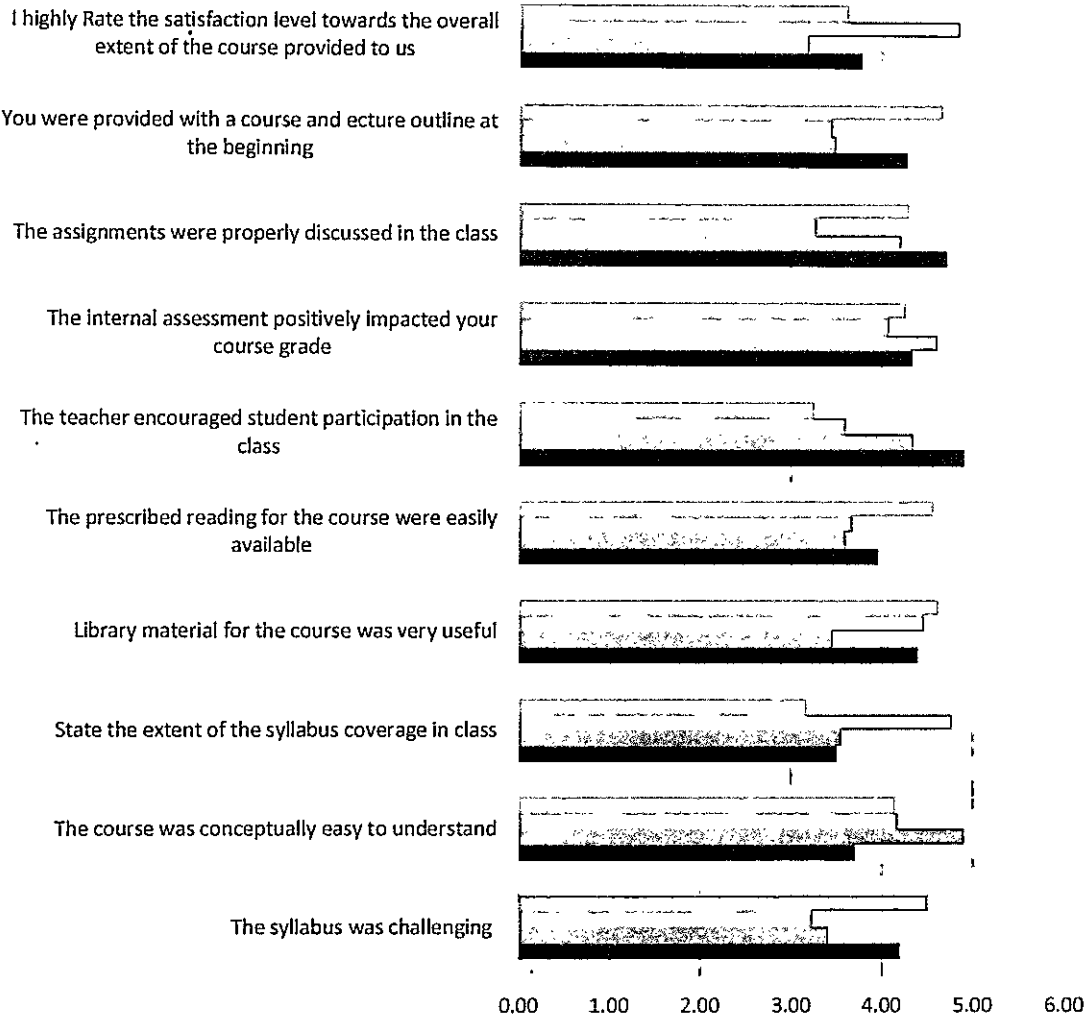 I highly Rate the satisfaction level towards the overall
extent of the course provided to us
You were provided with a course and ecture outline at
the beginning
The assignments were properly discussed in the class
The internal assessment positively impacted your
course grade
The teacher encouraged student participation in the
class
The prescribed reading for the course were easily
available
Library material for the course was very useful
State the extent of the syllabus coverage in class
The course was conceptually easy to understand
The syllabus was challenging
0.00 1.00 2.00 3.00 4.00 5.00 6.00